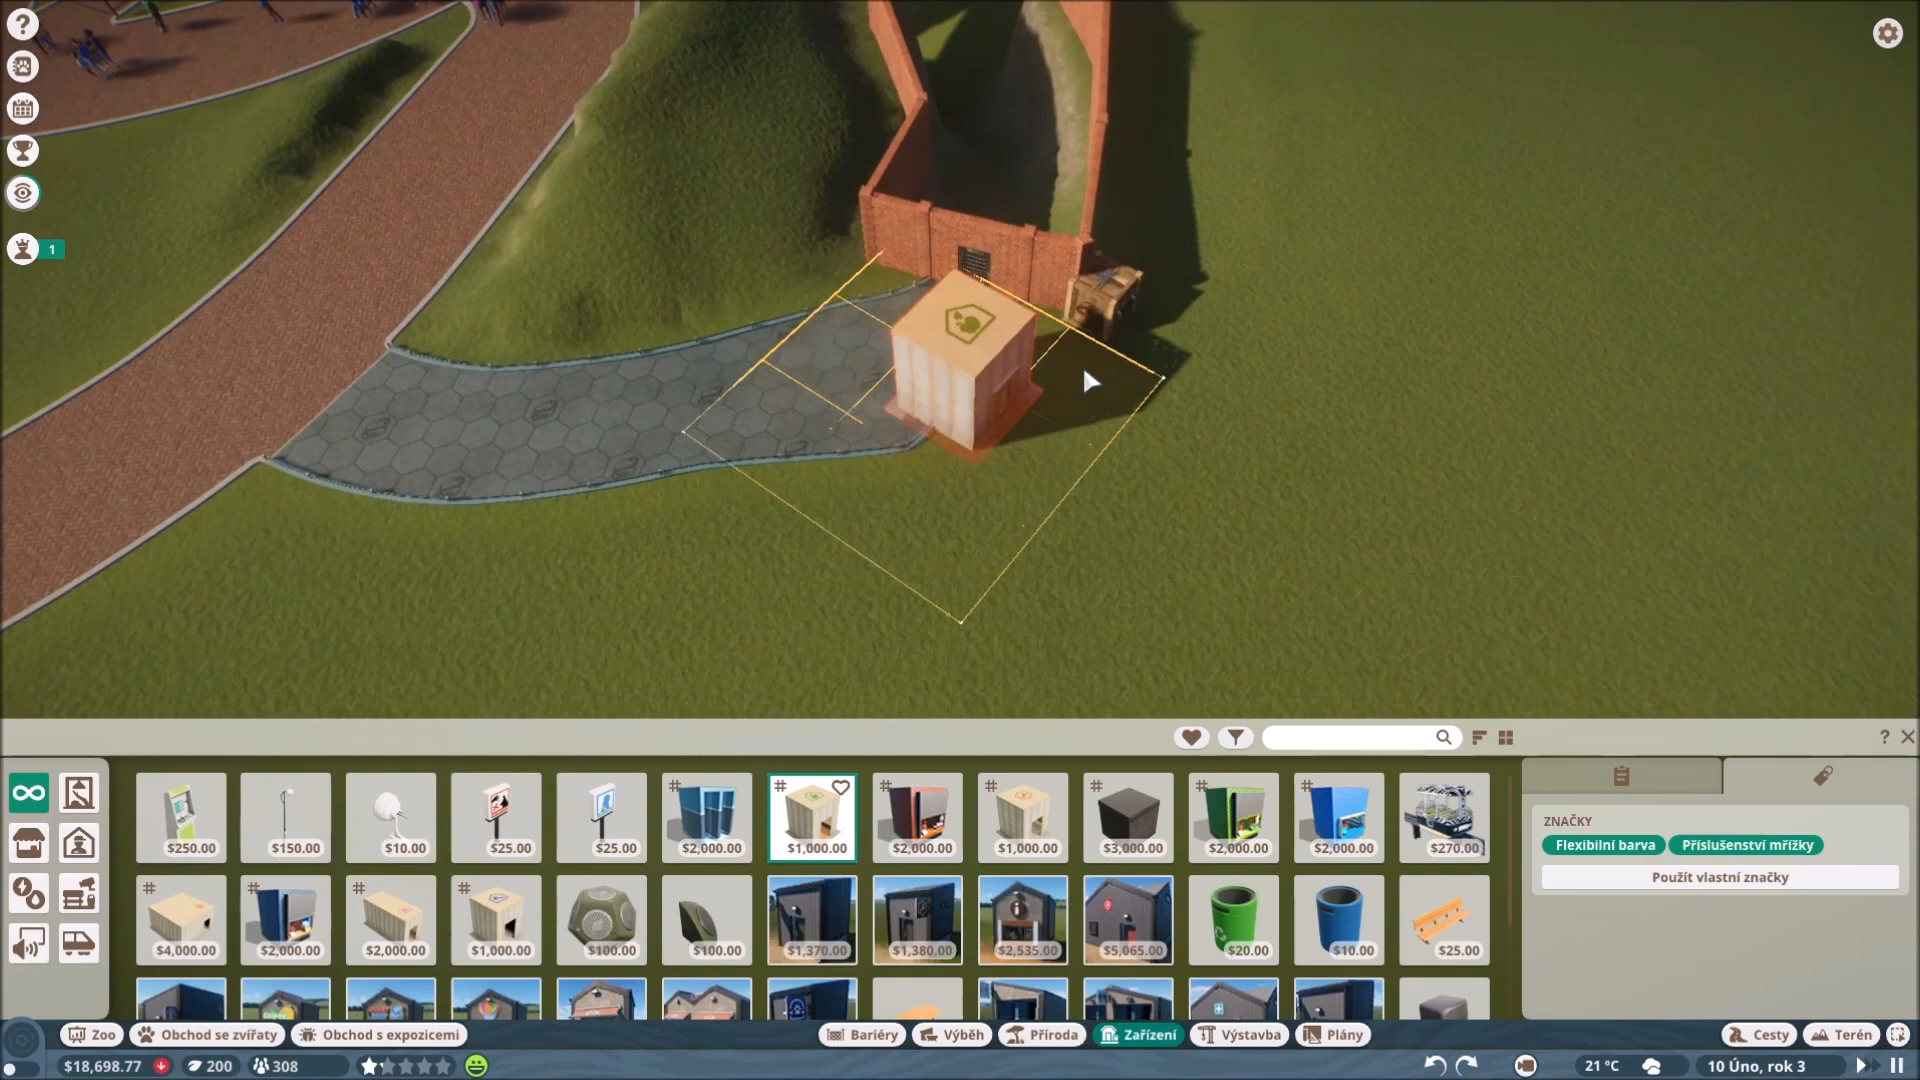 ?
1
?
ZNAČKY
Flexibilní barva Příslušenství mřížky
Použít vlastní značky
$250.00 $150.00 $10.00 $25.00 $25.00 $2,000.00 $1,000.00 $2,000.00 $1,000.00 $3,000.00 $2,000.00 $2,000.00 $270.00
$4,000.00 $2,000.00 $2,000.00 $1,000.00 $100.00 $100.00 $1,370.00 $1,380.00 $2,535.00 $5,065.00 $20.00 $10.00 $25.00
Zoo Obchod se zvířaty Obchod s expozicemi Bariéry Výběh Příroda Zařízení Výstavba Plány Cesty Terén
$18,698.77 200 308 21 °C 10 Úno, rok 3